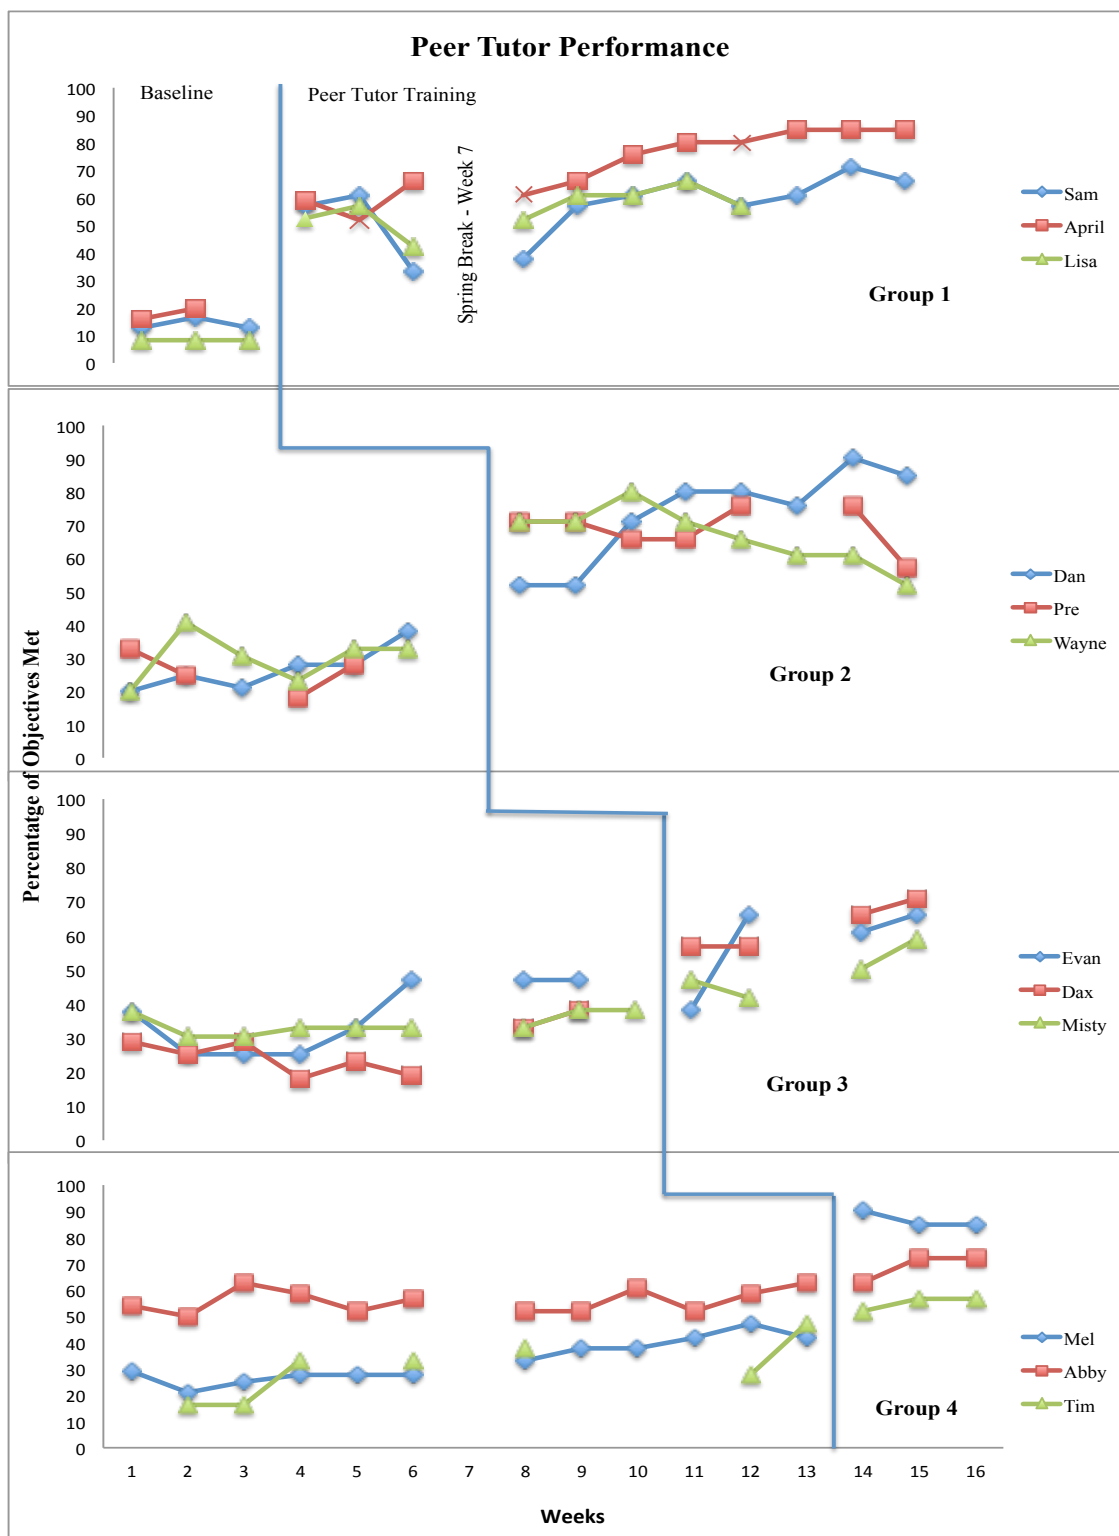 Peer Tutor Performance
Baseline
Peer Tutor Training
100
90
80
70
60
50
40
30
20
10
0
Spring Break - Week 7
Sam
April
Lisa
Group 1
Percentatge of Objectives Met
100
90
80
70
60
50
40
30
20
10
0
Dan
Pre
Wayne
Group 2
100
90
80
70
60
50
40
30
20
10
0
Evan
Dax
Misty
Group 3
100
90
80
70
60
50
40
30
20
10
0
Mel
Abby
Tim
Group 4
1 2 3 4 5 6 7 8 9 10 11 12 13 14 15 16
Weeks